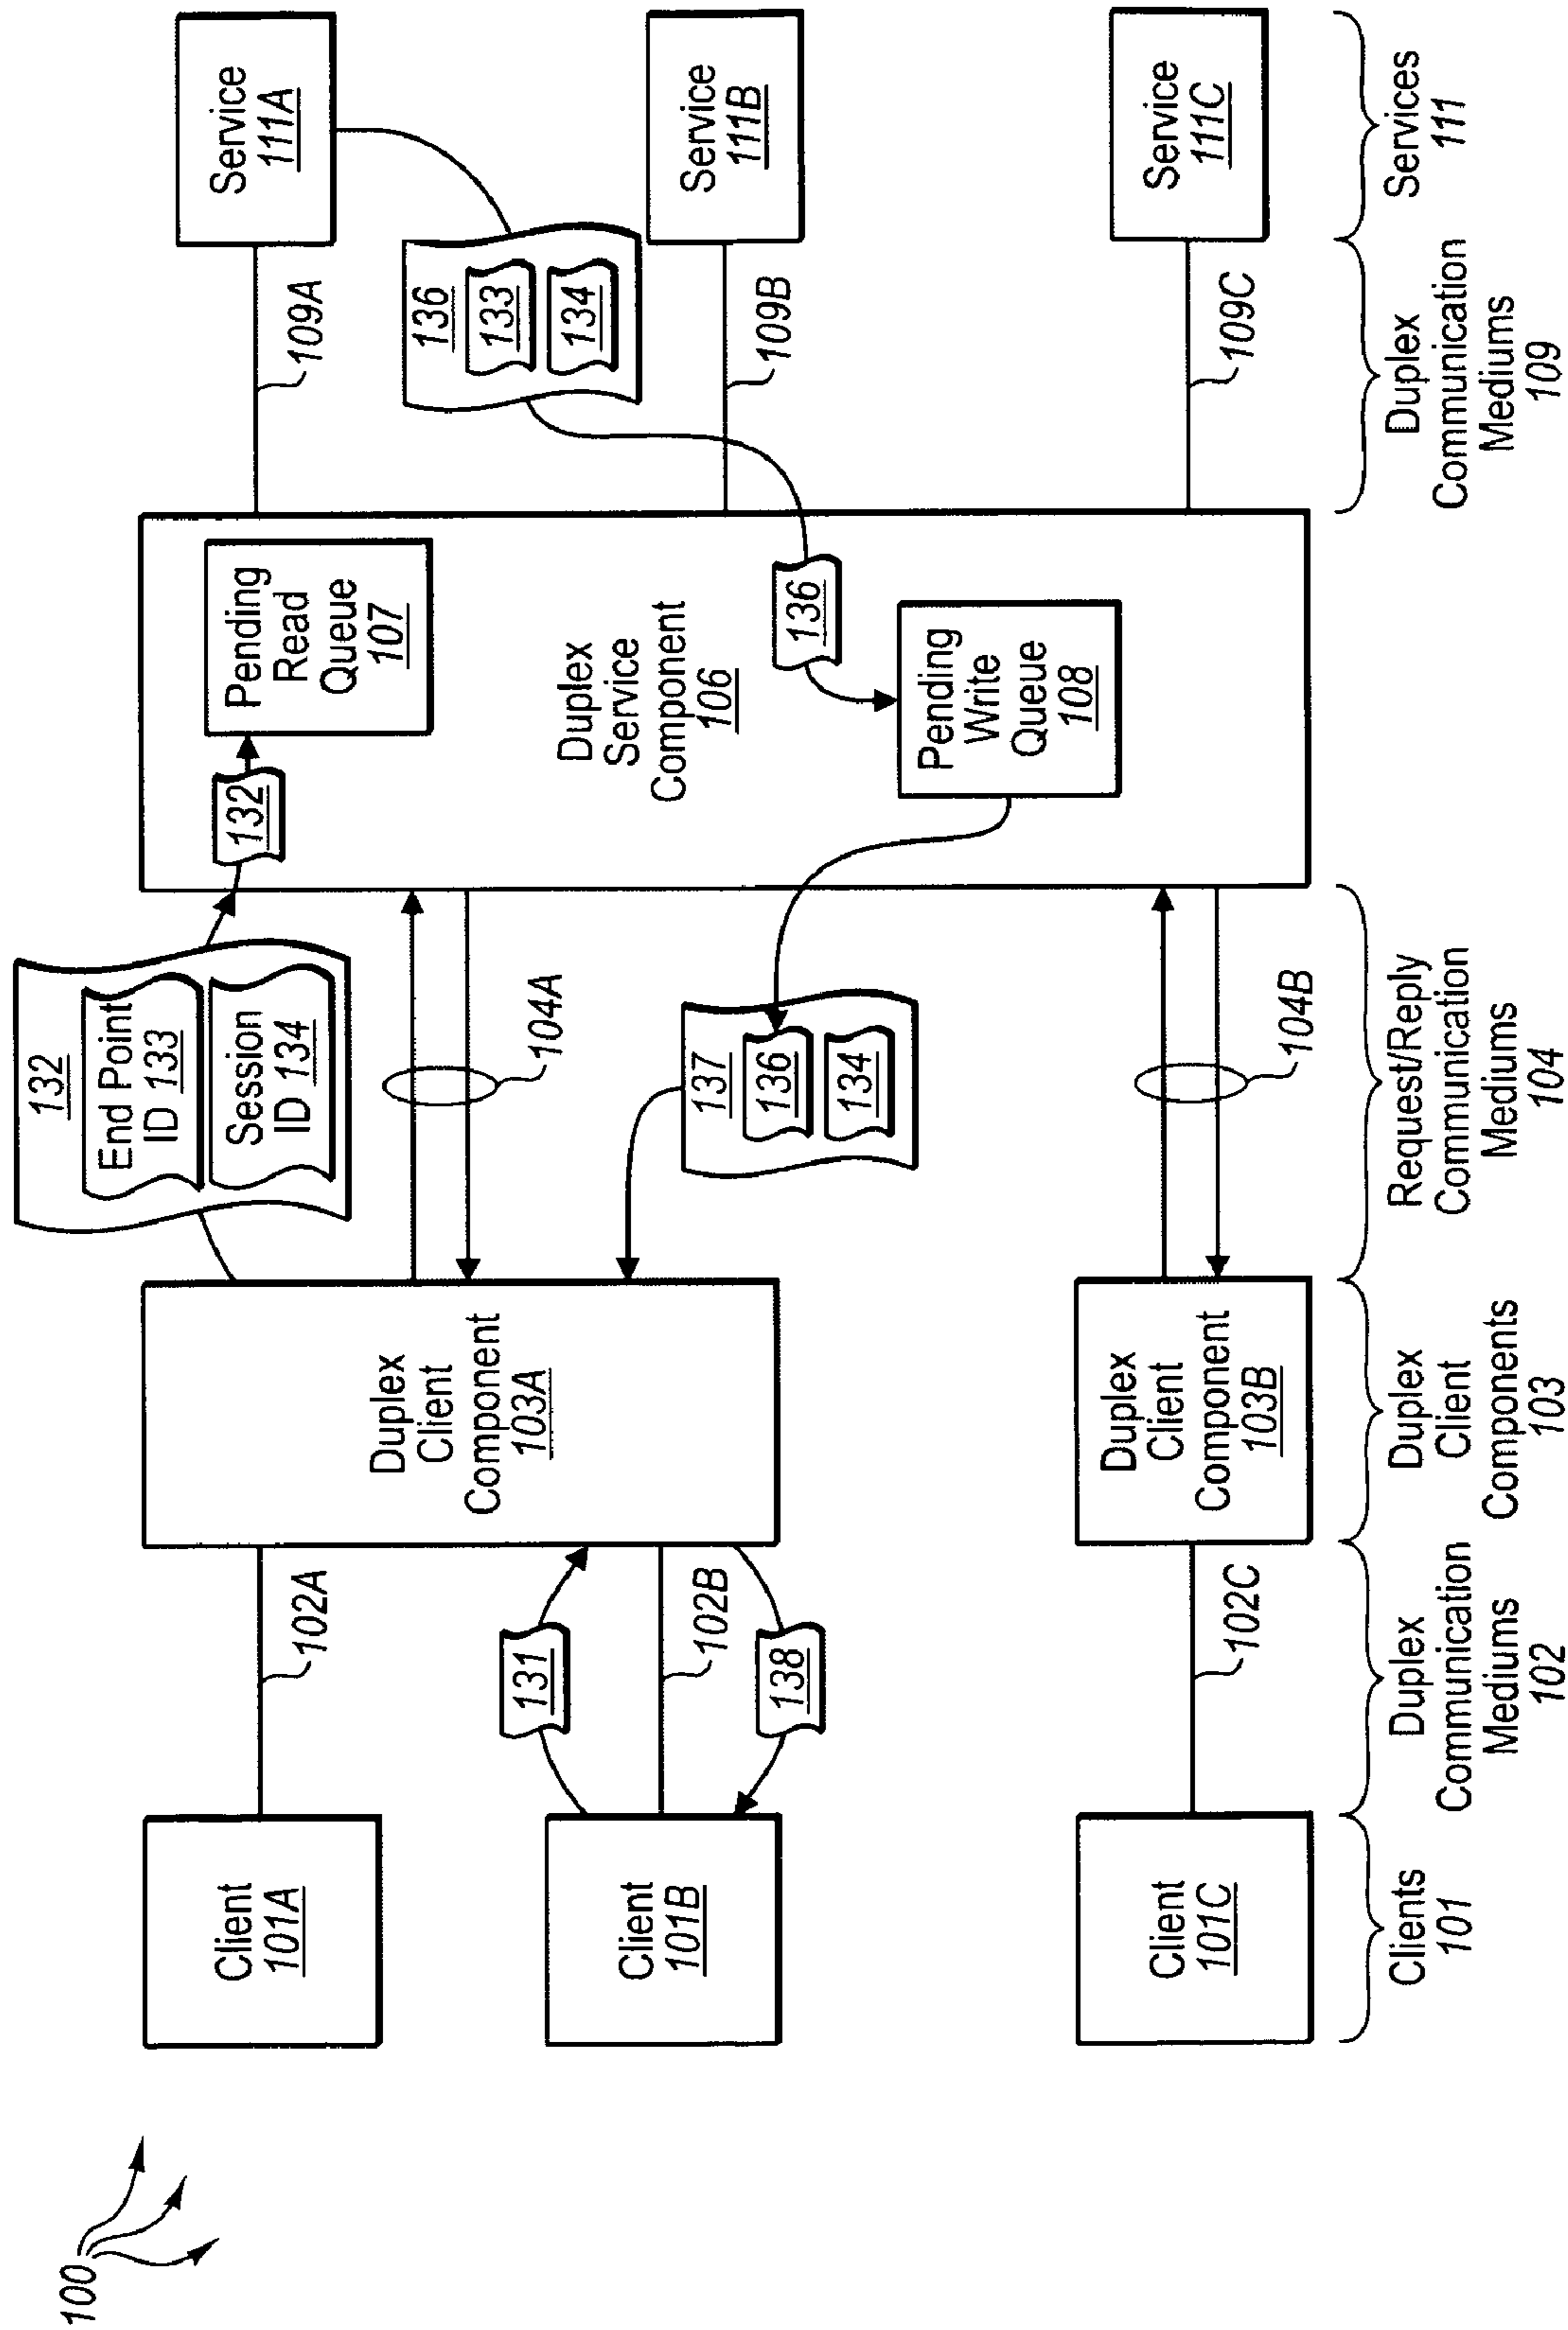 100
Client
101A
Client
101B
Client
101C
Clients
101
102A
131
102B
138
102C
Duplex
Communication
Mediums
102
Duplex
Client
Component
103A
Duplex
Client
Component
103B
Duplex
Client
Components
103
132
End Point
ID 133
Session
ID 134
104A
137
136
134
104B
Request/Reply
Communication
Mediums
104
132
Pending
Read
Queue
107
Duplex
Service
Component
106
136
Pending
Write
Queue
108
109A
136
133
134
109B
109C
Duplex
Communication
Mediums
109
Service
111A
Service
111B
Service
111C
Services
111